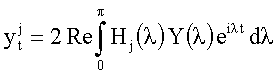 y_t^j = 2 Re∫_0^π H_j(λ) Y(λ) e^{iλt} dλ